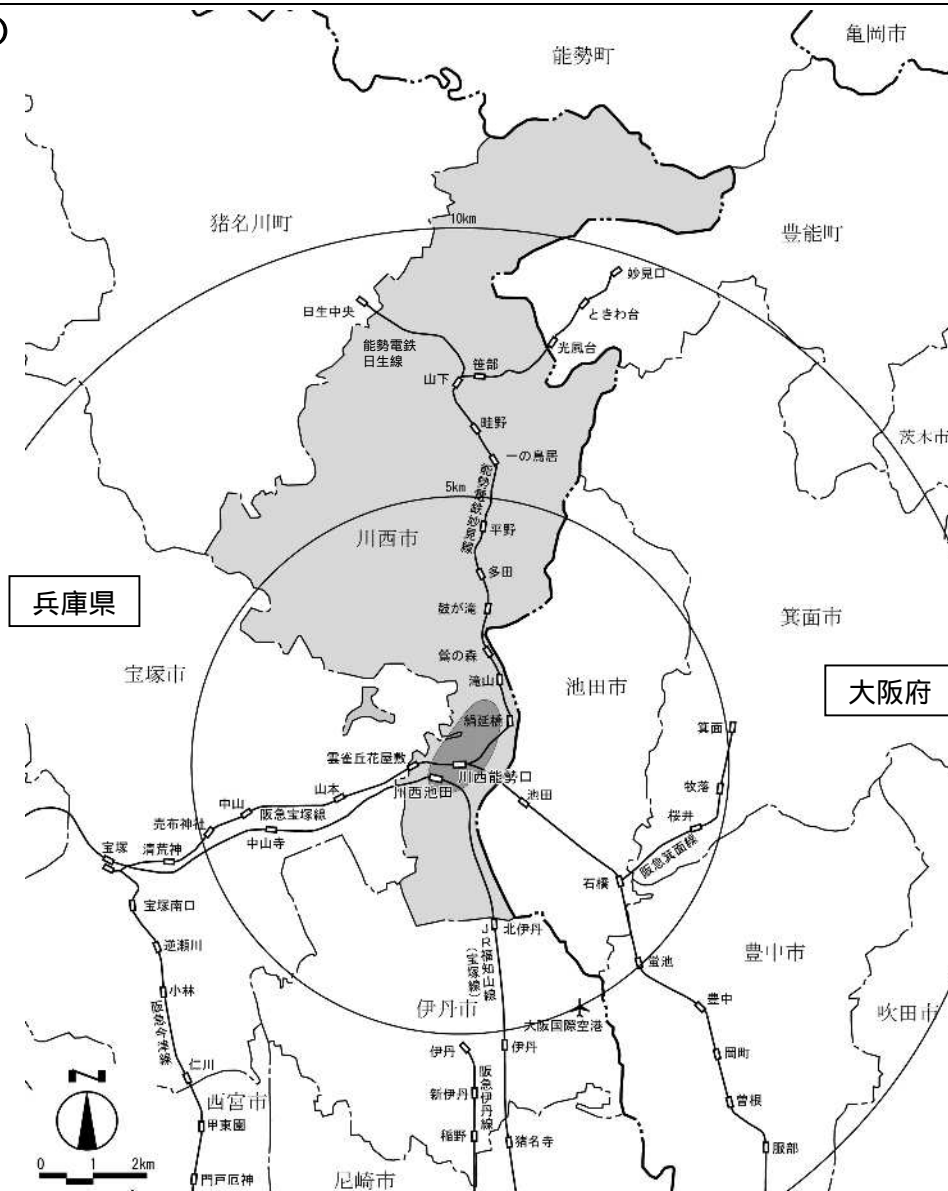 能勢町
亀岡市
猪名川町
10km
豊能町
妙見口
日生中央
ときわ台
能勢電鉄
日生線
光風台
笹部
山下
畦野
茨木市
一の鳥居
能勢電鉄妙見線
5km
平野
川西市
多田
兵庫県
鼓が滝
箕面市
鶯の森
宝塚市
滝山
池田市
大阪府
絹延橋
箕面
雲雀丘花屋敷
川西能勢口
川西池田
牧落
山本
池田
中山
阪急宝塚線
売布神社
桜井
中山寺
阪急箕面線
宝塚
清荒神
石橋
宝塚南口
北伊丹
JR福知山線
(宝塚線)
逆瀬川
豊中市
蛍池
小林
伊丹市
豊中
吹田市
大阪国際空港
伊丹
伊丹
岡町
仁川
阪急伊丹線
新伊丹
西宮市
曽根
甲東園
稲野
猪名寺
服部
N
0 1 2km
門戸厄神
尼崎市